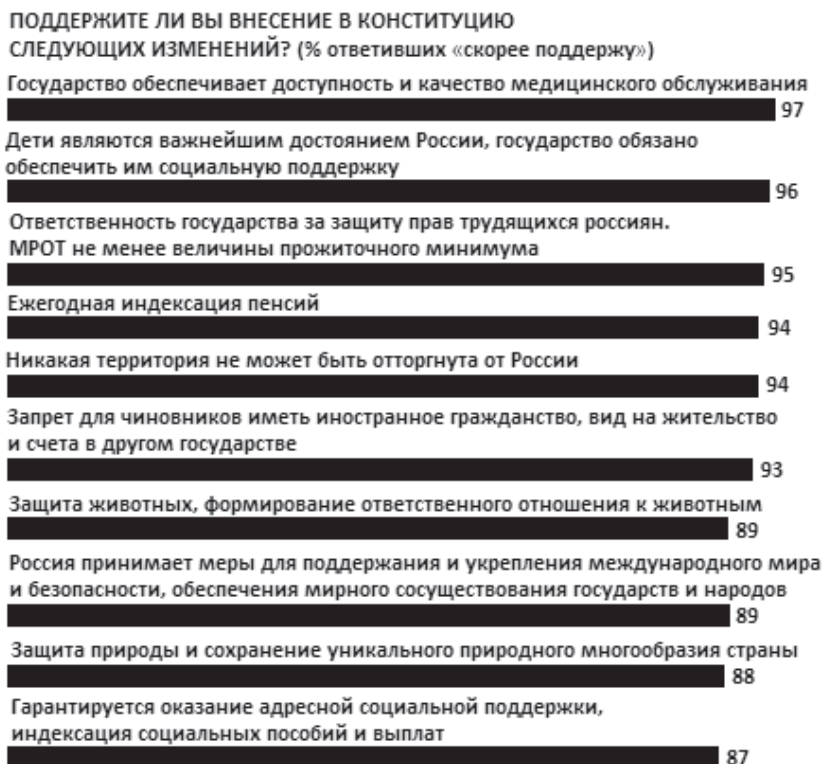 ПОДДЕРЖИТЕ ЛИ ВЫ ВНЕСЕНИЕ В КОНСТИТУЦИЮ
СЛЕДУЮЩИХ ИЗМЕНЕНИЙ? (% ответивших «скорее поддержу»)
Государство обеспечивает доступность и качество медицинского обслуживания
97
Дети являются важнейшим достоянием России, государство обязано
обеспечить им социальную поддержку
96
Ответственность государства за защиту прав трудящихся россиян.
МРОТ не менее величины прожиточного минимума
95
Ежегодная индексация пенсий
94
Никакая территория не может быть отторгнута от России
94
Запрет для чиновников иметь иностранное гражданство, вид на жительство
и счета в другом государстве
93
Защита животных, формирование ответственного отношения к животным
89
Россия принимает меры для поддержания и укрепления международного мира
и безопасности, обеспечения мирного сосуществования государств и народов
89
Защита природы и сохранение уникального природного многообразия страны
88
Гарантируется оказание адресной социальной поддержки,
индексация социальных пособий и выплат
87